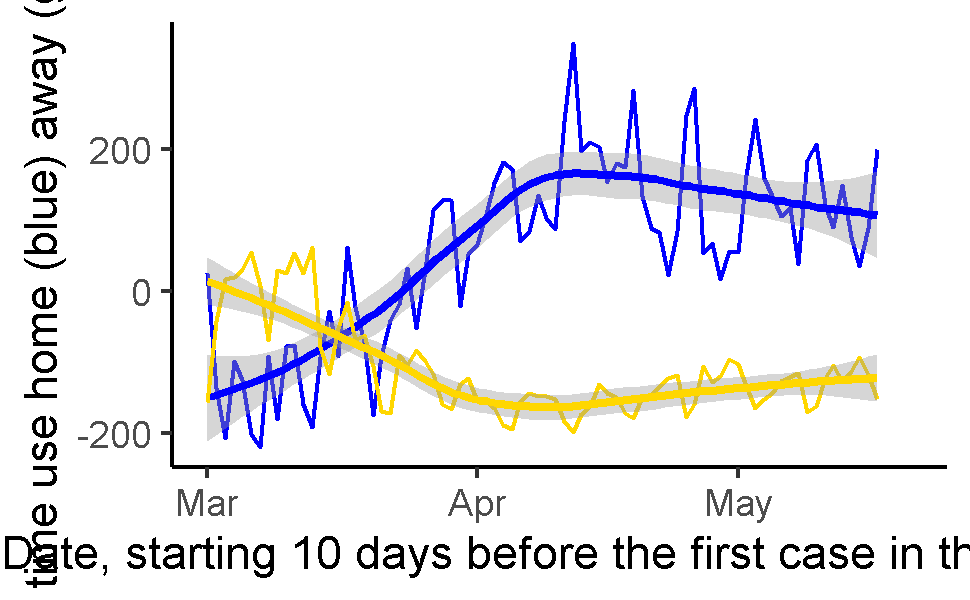 time use home (blue) away (
200
0
-200
Mar Apr May
Date, starting 10 days before the first case in th